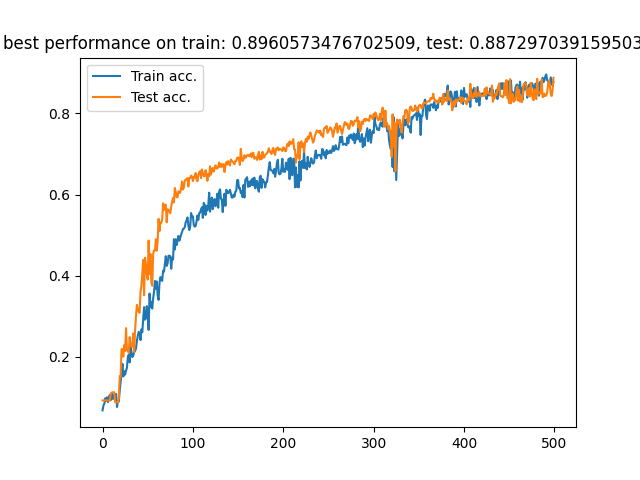 best performance on train: 0.8960573476702509, test: 0.887297039159503
Train acc.
Test acc.
0.8
0.6
0.4
0.2
0 100 200 300 400 500